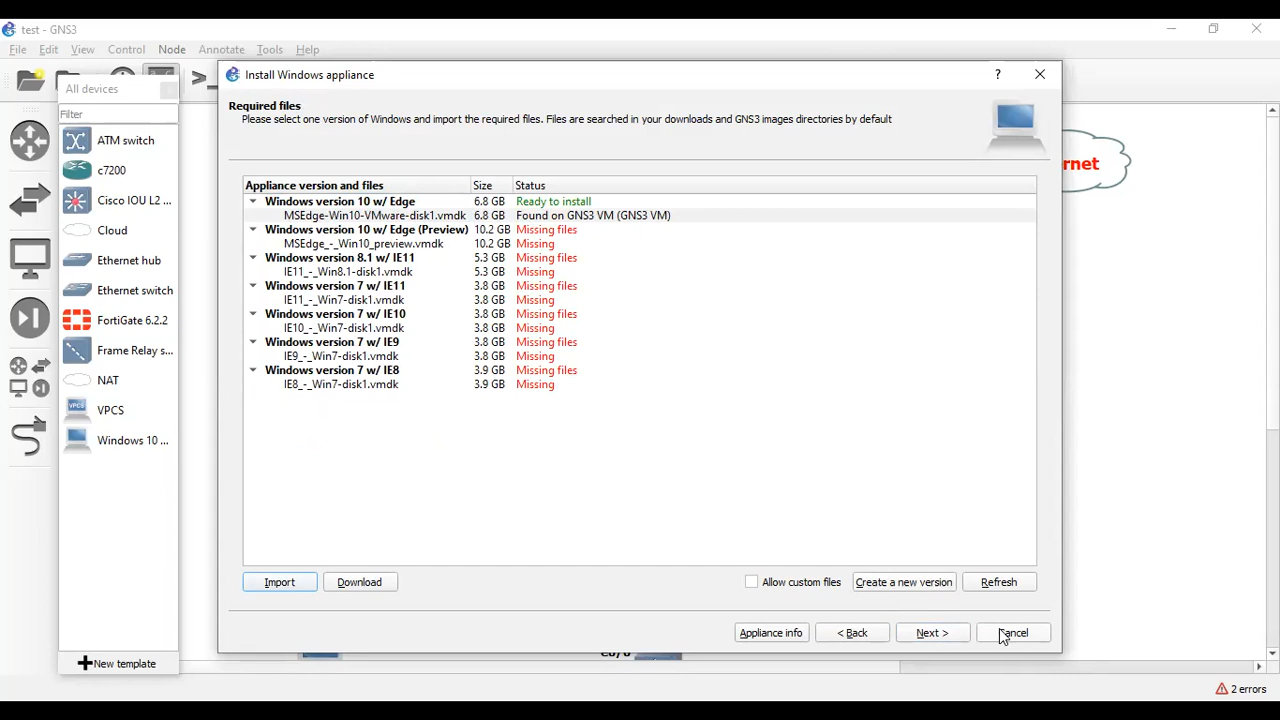 test - GNS3
File Edit View Control Node Annotate Tools Help
All devices
Filter
ATM switch
c7200
Cisco IOU L2 ...
Cloud
Ethernet hub
Ethernet switch
FortiGate 6.2.2
Frame Relay s...
NAT
VPCS
VPCS
Windows 10 ...
New template
Install Windows appliance
?
Required files
Please select one version of Windows and import the required files. Files are searched in your downloads and GNS3 images directories by default
Appliance version and files Size Status
Windows version 10 w/ Edge 6.8 GB Ready to install
MSEdge-Win10-VMware-disk1.vmdk 6.8 GB Found on GNS3 VM (GNS3 VM)
Windows version 10 w/ Edge (Preview) 10.2 GB Missing files
MSEdge_-_Win10_preview.vmdk 10.2 GB Missing
Windows version 8.1 w/ IE11 5.3 GB Missing files
IE11_-_Win8.1-disk1.vmdk 5.3 GB Missing
Windows version 7 w/ IE11 3.8 GB Missing files
IE11_-_Win7-disk1.vmdk 3.8 GB Missing
Windows version 7 w/ IE10 3.8 GB Missing files
IE10_-_Win7-disk1.vmdk 3.8 GB Missing
Windows version 7 w/ IE9 3.8 GB Missing files
IE9_-_Win7-disk1.vmdk 3.8 GB Missing
Windows version 7 w/ IE8 3.9 GB Missing files
IE8_-_Win7-disk1.vmdk 3.9 GB Missing
Import Download Allow custom files Create a new version Refresh
Appliance info < Back Next > Cancel
rnet
2 errors